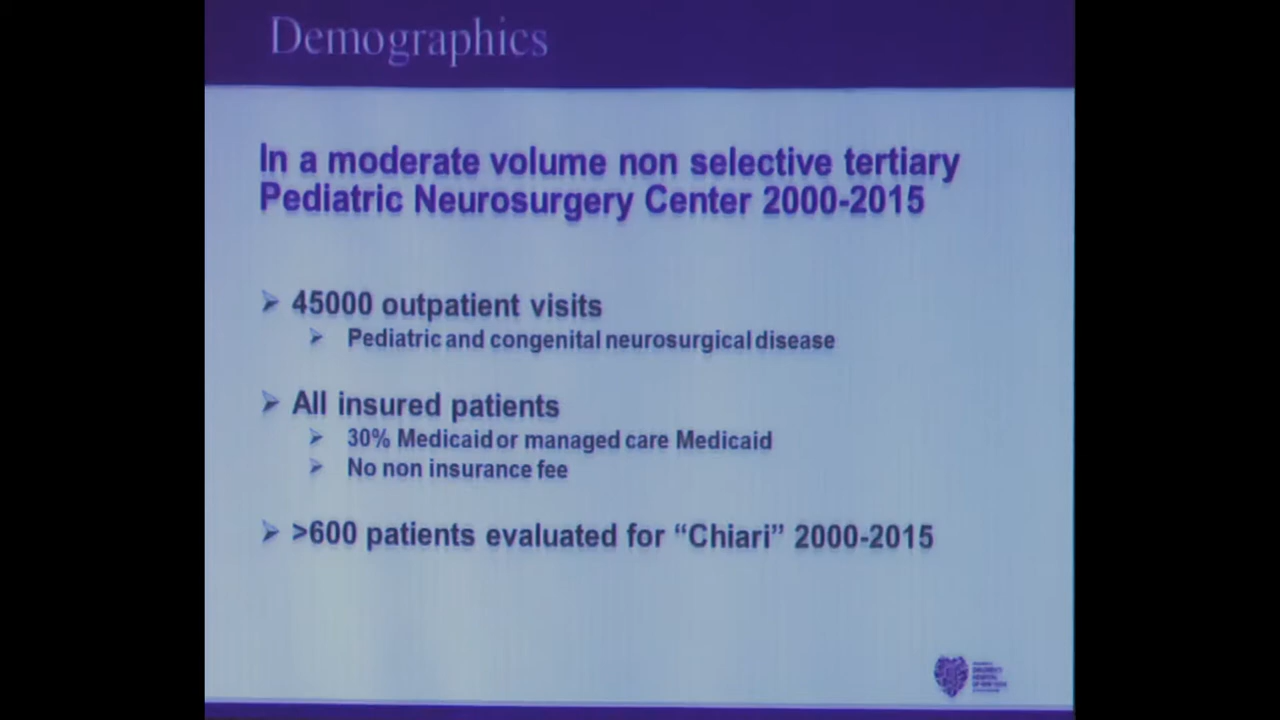 Demographics
In a moderate volume non selective tertiary
Pediatric Neurosurgery Center 2000-2015
45000 outpatient visits
Pediatric and congenital neurosurgical disease
All insured patients
30% Medicaid or managed care Medicaid
No non insurance fee
>600 patients evaluated for “Chiari” 2000-2015